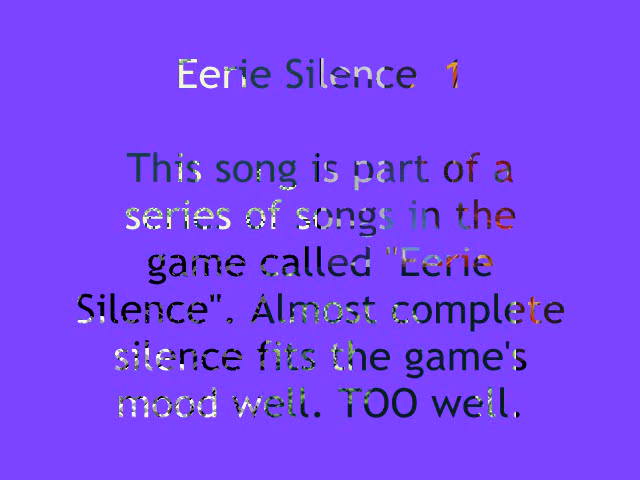 Eerie Silence 1
This song is part of a
series of songs in the
game called "Eerie
Silence". Almost complete
silence fits the game's
mood well. TOO well.